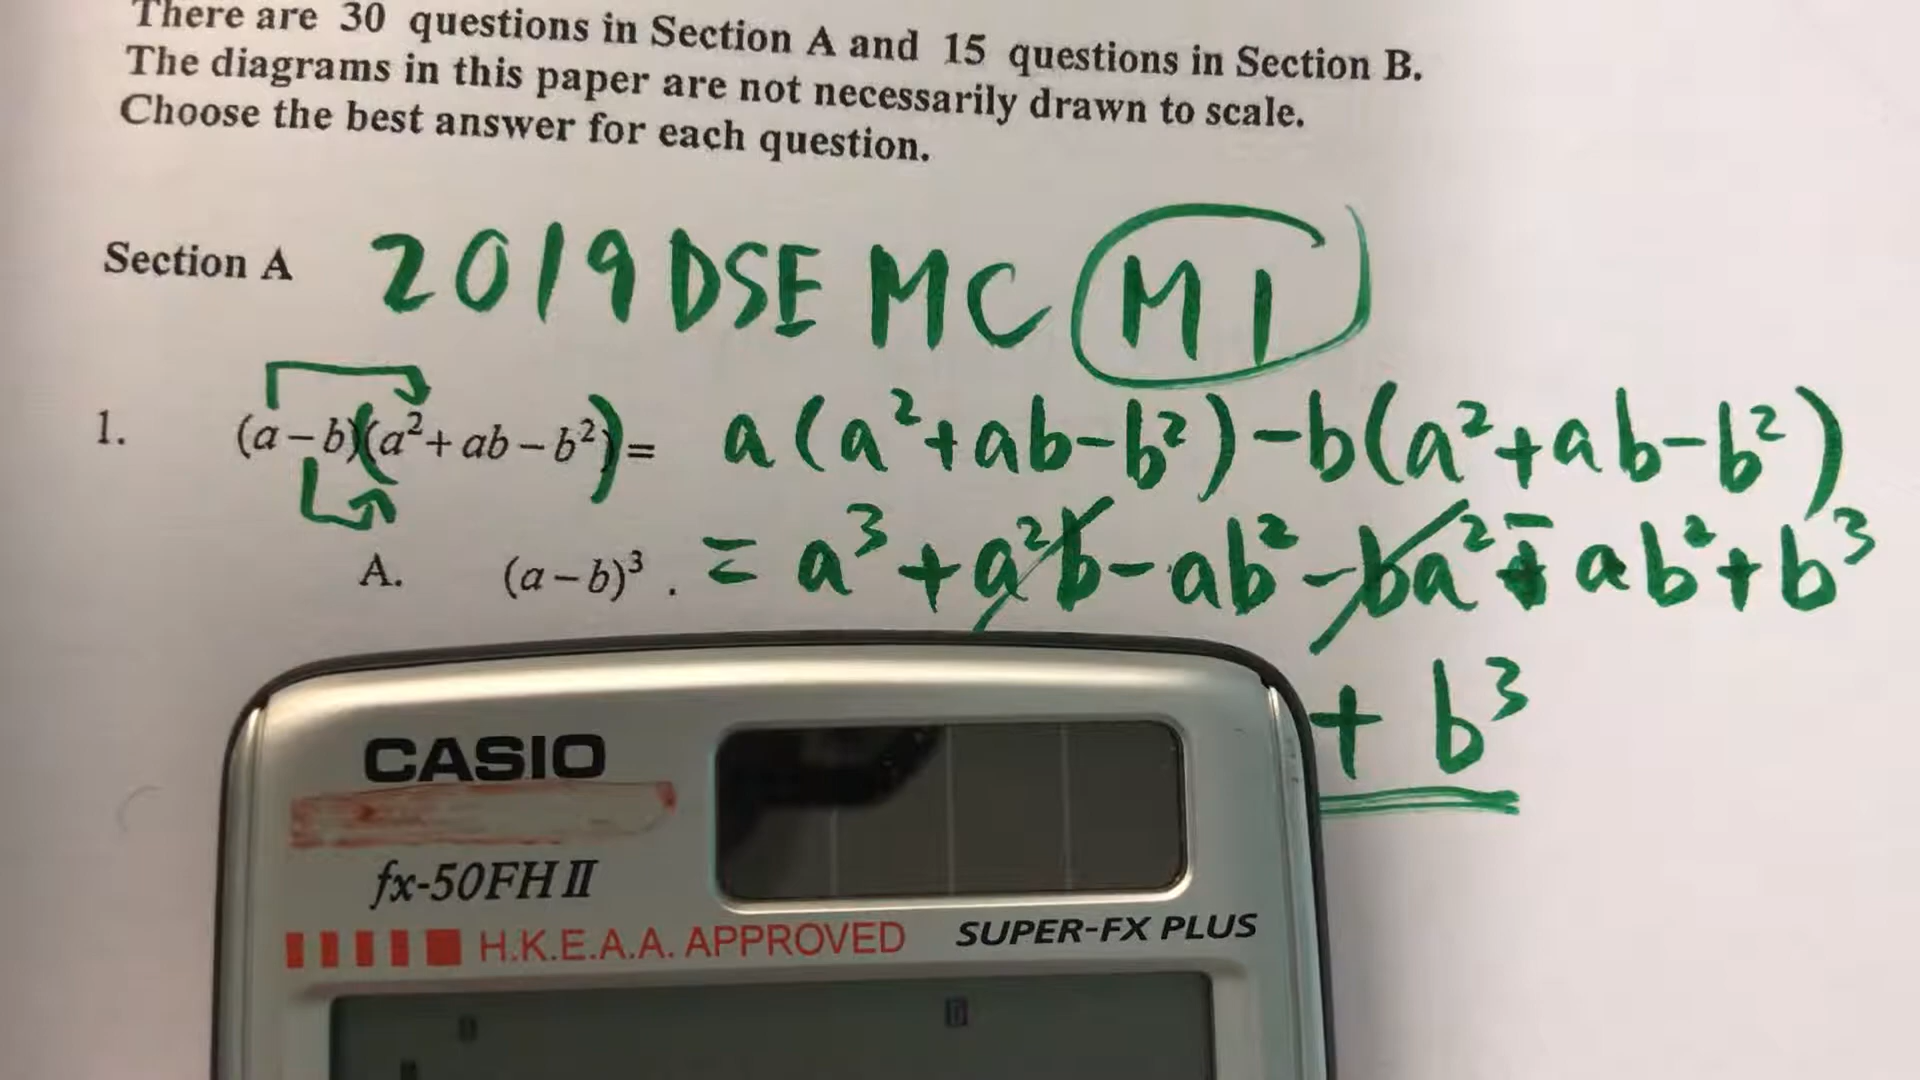 There are 30 questions in Section A and 15 questions in Section B.
The diagrams in this paper are not necessarily drawn to scale.
Choose the best answer for each question.
Section A 2019 DSE MC M1
1. (a – b)(a² + ab – b²) = a(a²+ab-b²)-b(a²+ab-b²)
A. (a – b)³ . = a³+a²b-ab²-ba²-ab²+b³
+ b³
CASIO
fx-50FH II
H.K.E.A.A. APPROVED SUPER-FX PLUS